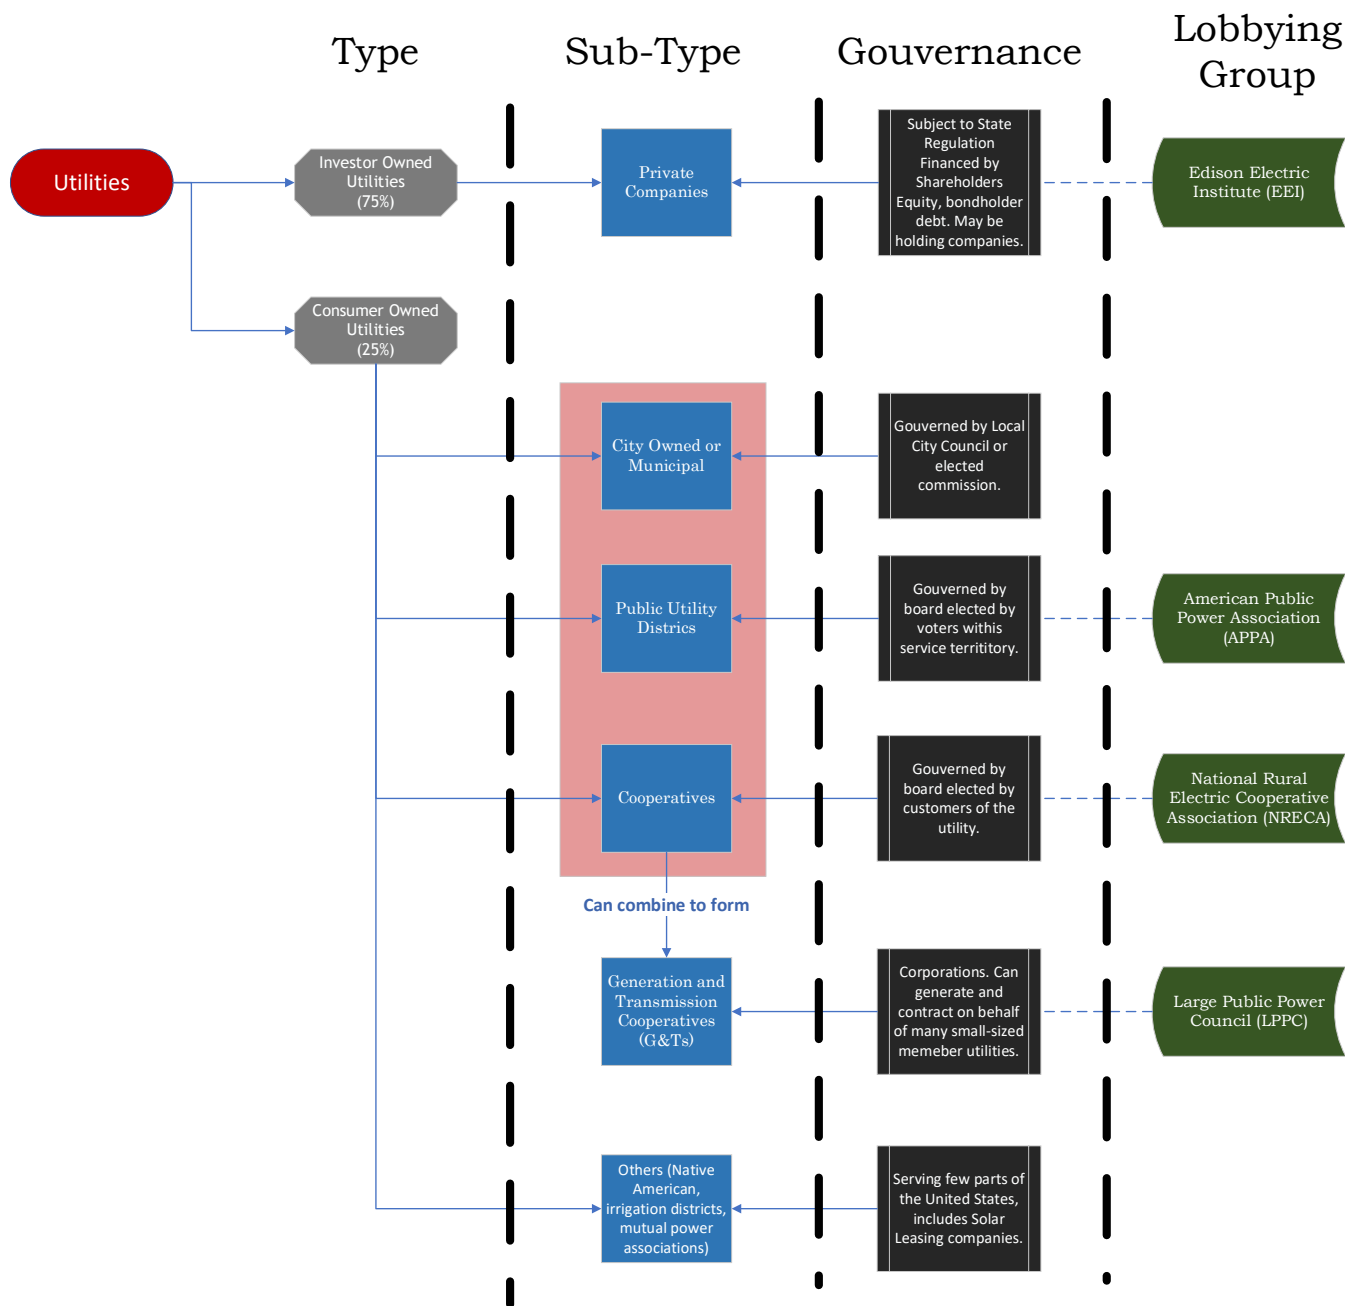 Type
Sub-Type
Gouvernance
Lobbying
Group
Utilities
Investor Owned
Utilities
(75%)
Private
Companies
Subject to State
Regulation
Financed by
Shareholders
Equity, bondholder
debt. May be
holding companies.
Edison Electric
Institute (EEI)
Consumer Owned
Utilities
(25%)
City Owned or
Municipal
Gouverned by Local
City Council or
elected
commission.
Public Utility
Districs
Gouverned by
board elected by
voters withis
service territitory.
American Public
Power Association
(APPA)
Cooperatives
Gouverned by
board elected by
customers of the
utility.
National Rural
Electric Cooperative
Association (NRECA)
Can combine to form
Generation and
Transmission
Cooperatives
(G&Ts)
Corporations. Can
generate and
contract on behalf
of many small-sized
memeber utilities.
Large Public Power
Council (LPPC)
Others (Native
American,
irrigation districts,
mutual power
associations)
Serving few parts of
the United States,
includes Solar
Leasing companies.